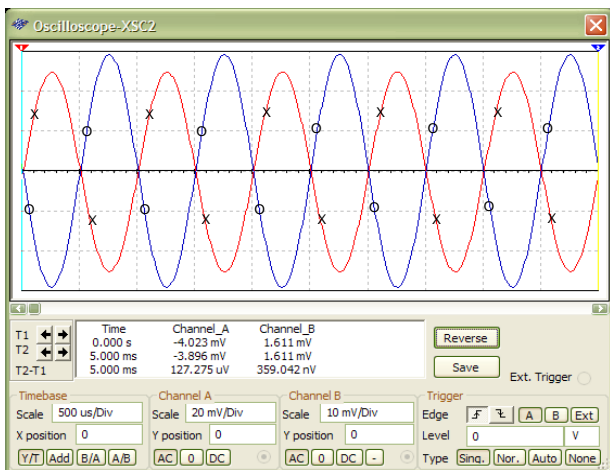 Oscilloscope-XSC2
1 2
X X X X X
O O O O O
O O O O O
X X X X
T1 Time Channel_A Channel_B
0.000 s -4.023 mV 1.611 mV
T2 5.000 ms -3.896 mV 1.611 mV
T2-T1 5.000 ms 127.275 uV 359.042 nV
Reverse
Save
Ext. Trigger
Timebase Channel A Channel B Trigger
Scale 500 us/Div Scale 20 mV/Div Scale 10 mV/Div Edge A B Ext
X position 0 Y position 0 Y position 0 Level 0 V
Y/T Add B/A A/B AC 0 DC AC 0 DC - Type Sing. Nor. Auto None